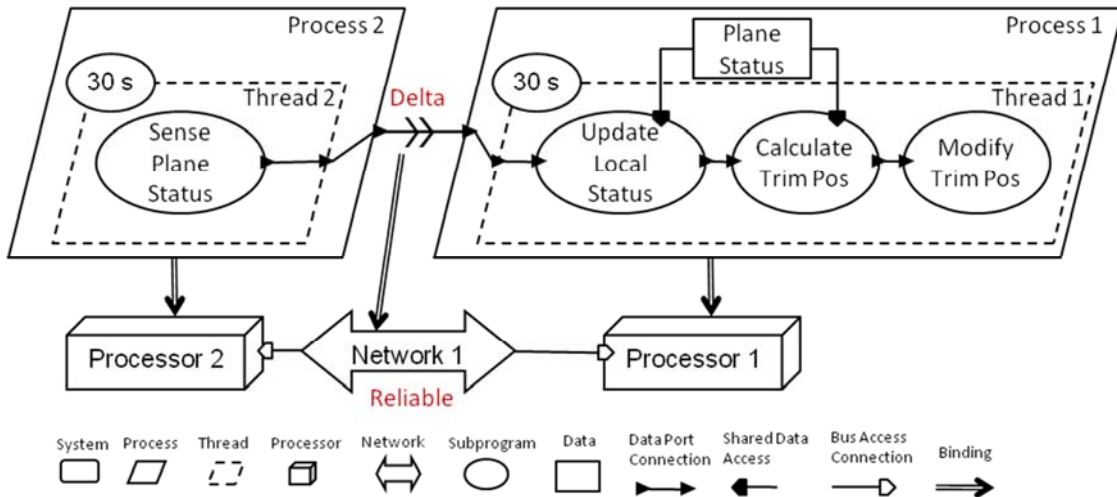 Process 2
Process 1
Plane
Status
30 s
30 s
Thread 2
Delta
Thread 1
Sense
Plane
Status
Update
Local
Status
Calculate
Trim Pos
Modify
Trim Pos
Processor 2
Network 1
Processor 1
Reliable
System
Process
Thread
Processor
Network
Subprogram
Data
Data Port
Connection
Shared Data
Access
Bus Access
Connection
Binding